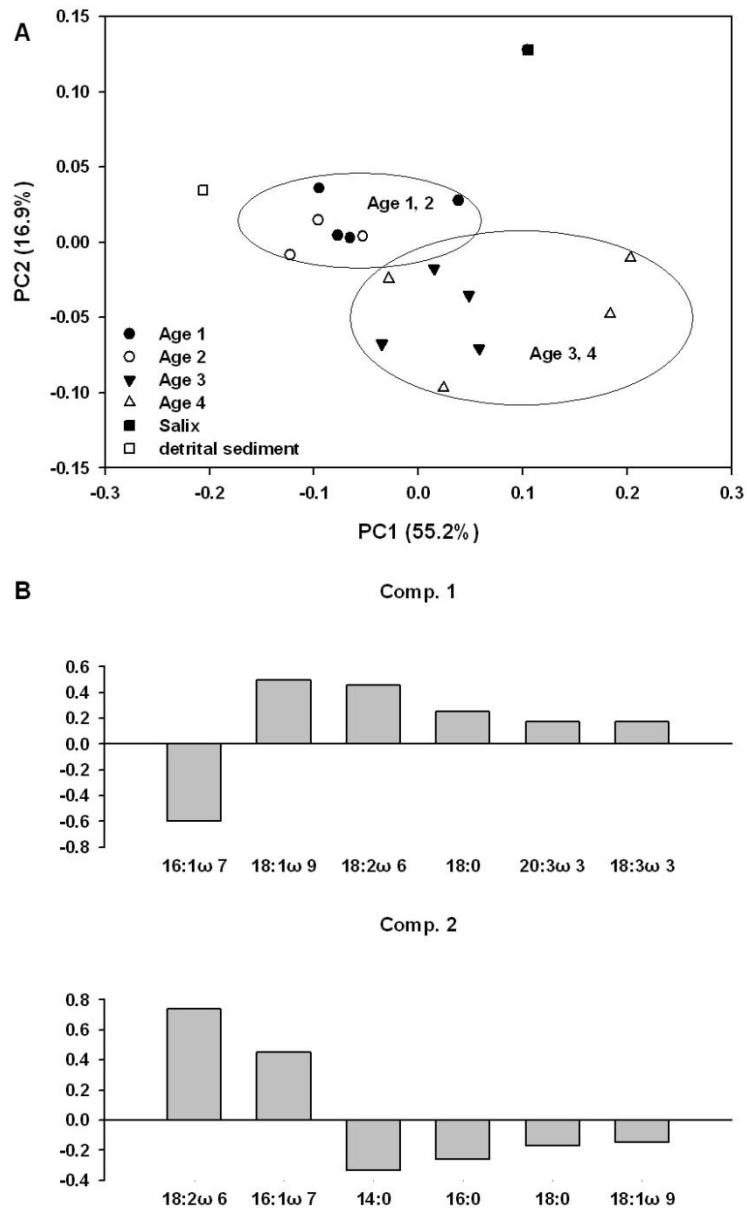 A
0.15
0.10
0.05
0.00
-0.05
-0.10
-0.15
PC2 (16.9%)
Age 1, 2
Age 3, 4
Age 1
Age 2
Age 3
Age 4
Salix
detrital sediment
-0.3 -0.2 -0.1 0.0 0.1 0.2 0.3
PC1 (55.2%)
B
Comp. 1
0.6
0.4
0.2
0.0
-0.2
-0.4
-0.6
-0.8
16:1ω 7 18:1ω 9 18:2ω 6 18:0 20:3ω 3 18:3ω 3
Comp. 2
0.8
0.6
0.4
0.2
0.0
-0.2
-0.4
18:2ω 6 16:1ω 7 14:0 16:0 18:0 18:1ω 9